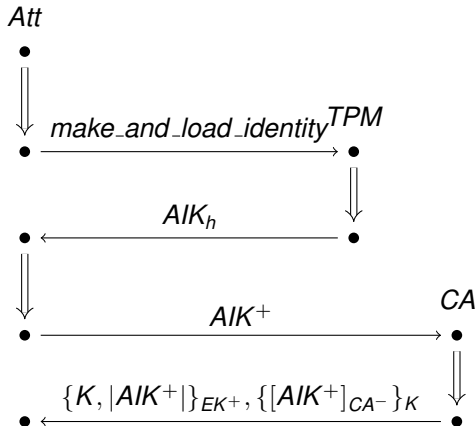 Att
make_and_load_identity TPM
AIK_h
CA
AIK^+
{K, |AIK^+|}_{EK^+}, {[AIK^+]_{CA^-}}_K